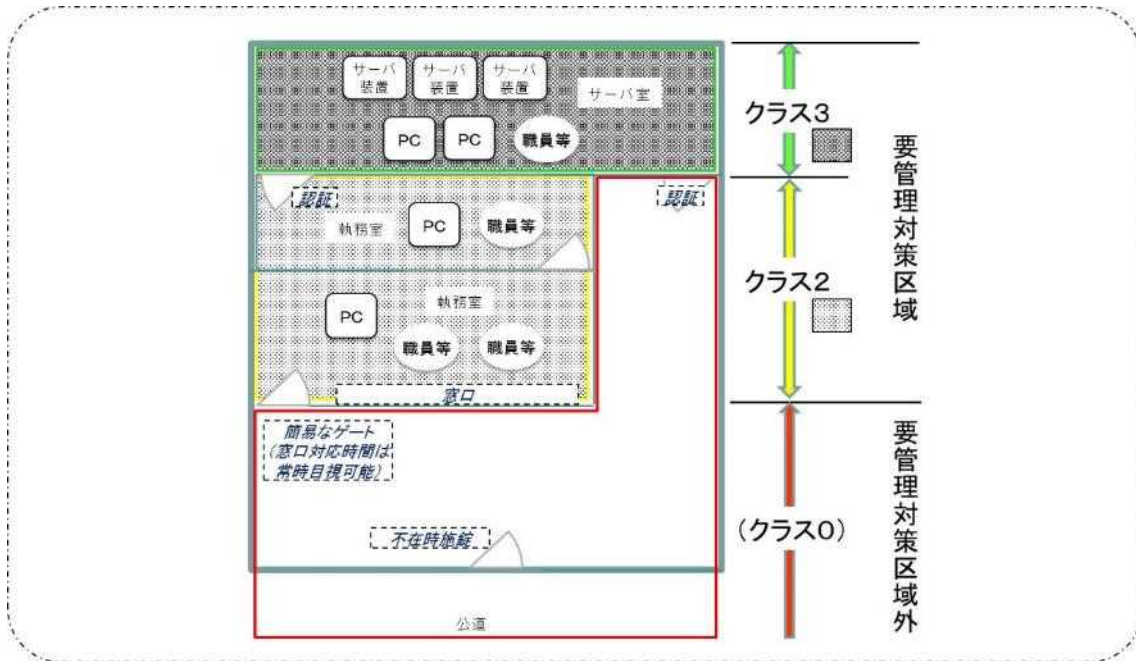 サーバ
装置
サーバ
装置
サーバ
装置
サーバ室
PC
PC
職員等
認証
認証
執務室
PC
職員等
執務室
PC
職員等
職員等
窓口
簡易なゲート
（窓口対応時間は
常時目視可能）
不在時施錠
公道
クラス3
クラス2
（クラス0）
要管理対策区域
要管理対策区域外